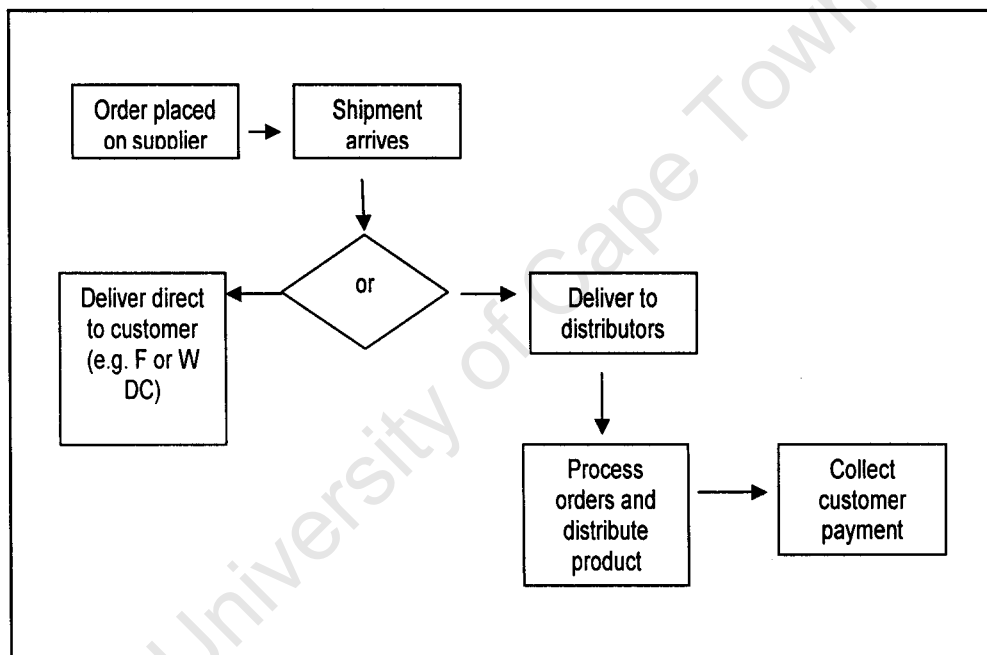 Order placed
on supplier
Shipment
arrives
or
Deliver direct
to customer
(e.g. F or W
DC)
Deliver to
distributors
Process
orders and
distribute
product
Collect
customer
payment
University of Cape Town